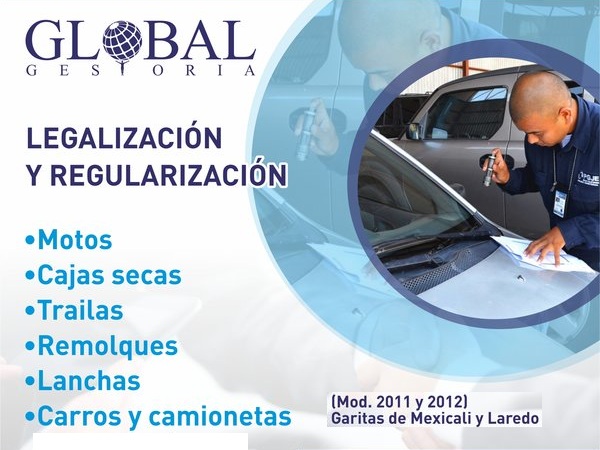 GLOBAL
GESTORIA
LEGALIZACIÓN
Y REGULARIZACIÓN
•Motos
•Cajas secas
•Trailas
•Remolques
•Lanchas
•Carros y camionetas
(Mod. 2011 y 2012)
Garitas de Mexicali y Laredo
PGJE